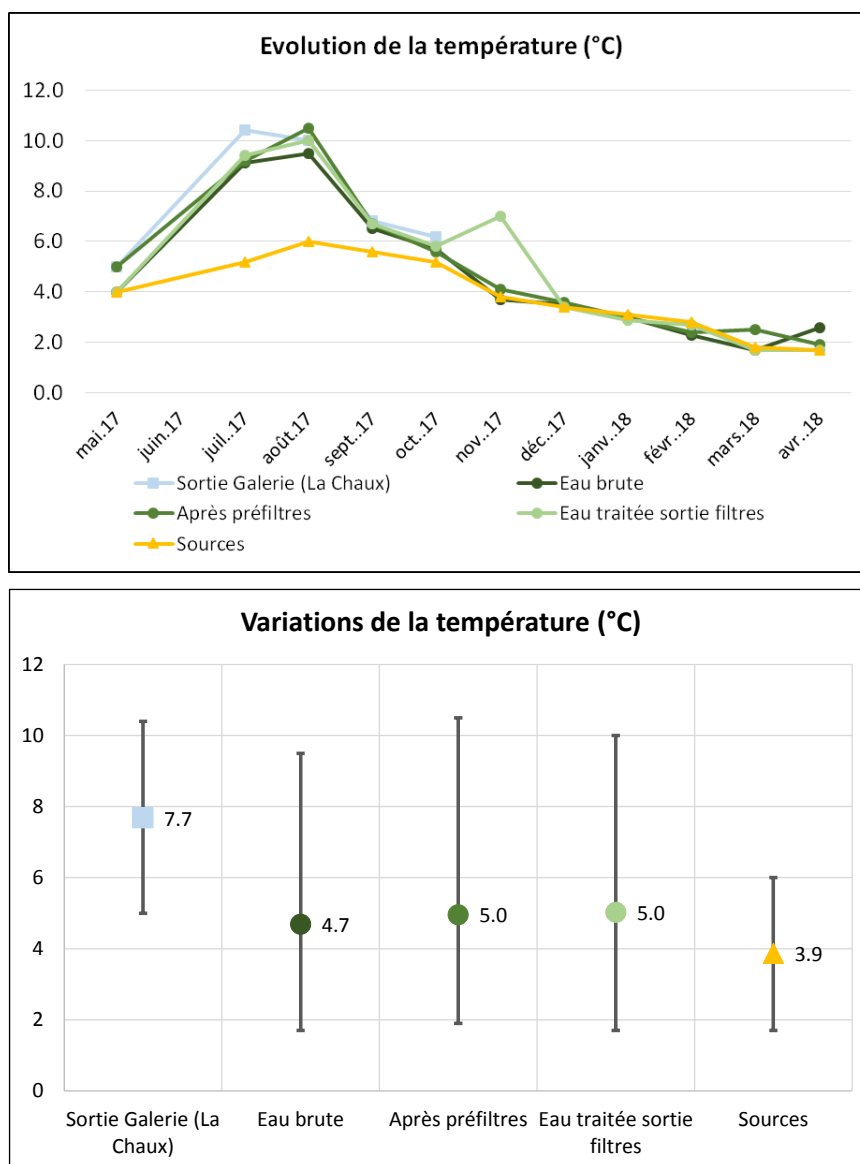 Evolution de la température (°C)
12.0
10.0
8.0
6.0
4.0
2.0
0.0
mai.17
juin.17
juil..17
août.17
sept..17
oct..17
nov..17
déc..17
janv..18
févr..18
mars.18
avr..18
Sortie Galerie (La Chaux)
Eau brute
Après préfiltres
Eau traitée sortie filtres
Sources
Variations de la température (°C)
12
10
8
6
4
2
0
7.7
4.7
5.0
5.0
3.9
Sortie Galerie (La
Chaux)
Eau brute
Après préfiltres
Eau traitée sortie
filtres
Sources